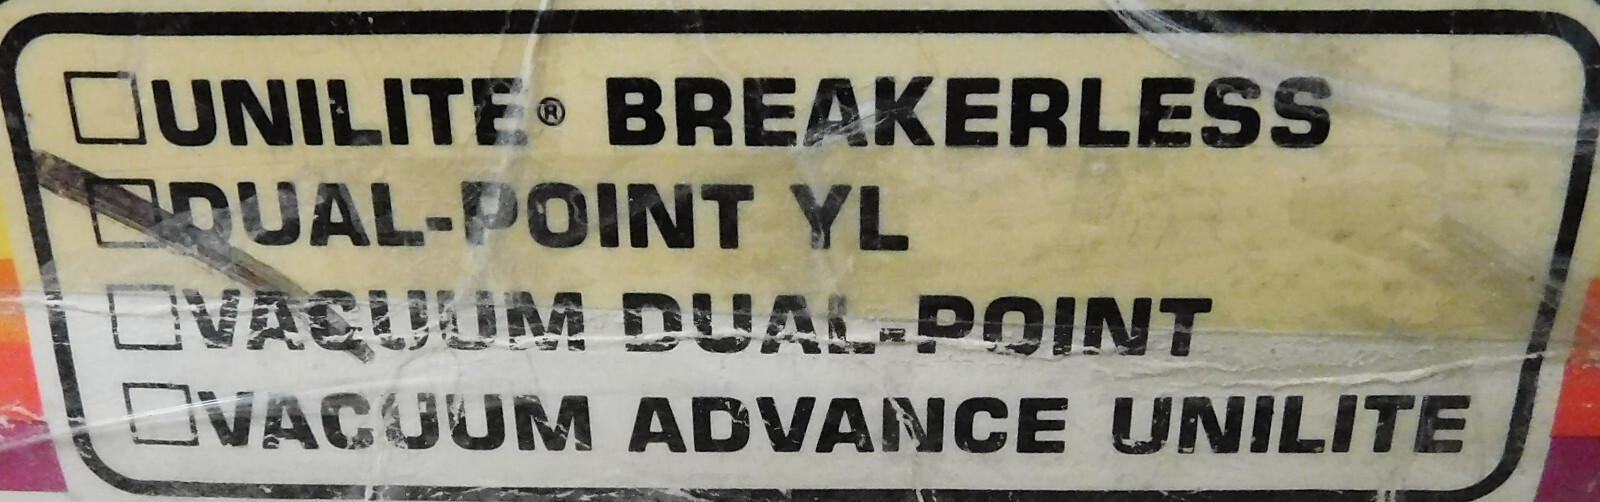 UNILITE® BREAKERLESS
DUAL-POINT YL
VACUUM DUAL-POINT
VACUUM ADVANCE UNILITE